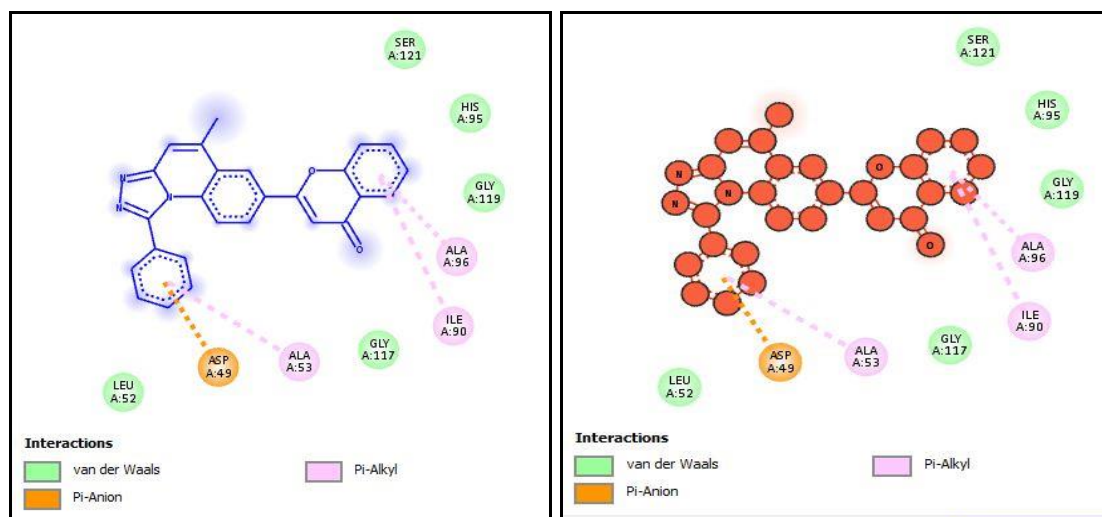 SER
A:121
HIS
A:95
GLY
A:119
N
N
N
O
O
ALA
A:96
ILE
A:90
GLY
A:117
ASP
A:49
ALA
A:53
LEU
A:52
Interactions
van der Waals
Pi-Alkyl
Pi-Anion
SER
A:121
HIS
A:95
GLY
A:119
N
N
N
O
O
ALA
A:96
ILE
A:90
GLY
A:117
ASP
A:49
ALA
A:53
LEU
A:52
Interactions
van der Waals
Pi-Alkyl
Pi-Anion